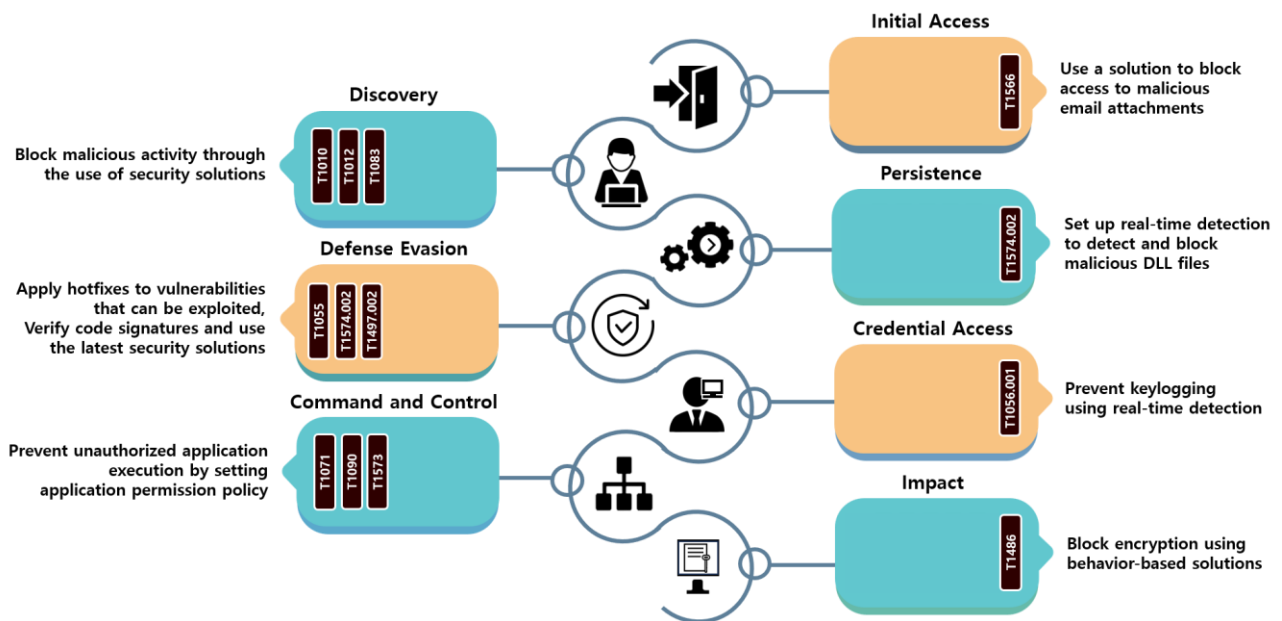 Initial Access
T1566
Use a solution to block
access to malicious
email attachments
Discovery
T1010
T1012
T1083
Block malicious activity through
the use of security solutions
Persistence
T1574.002
Set up real-time detection
to detect and block
malicious DLL files
Defense Evasion
T1055
T1574.002
T1497.002
Apply hotfixes to vulnerabilities
that can be exploited,
Verify code signatures and use
the latest security solutions
Credential Access
T1056.001
Prevent keylogging
using real-time detection
Command and Control
T1071
T1090
T1573
Prevent unauthorized application
execution by setting
application permission policy
Impact
T1486
Block encryption using
behavior-based solutions